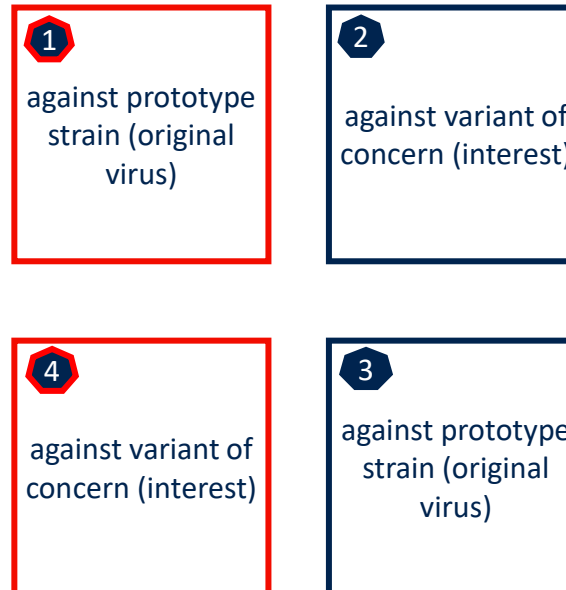 1
against prototype
strain (original
virus)
2
against variant of
concern (interest)
4
against variant of
concern (interest)
3
against prototype
strain (original
virus)